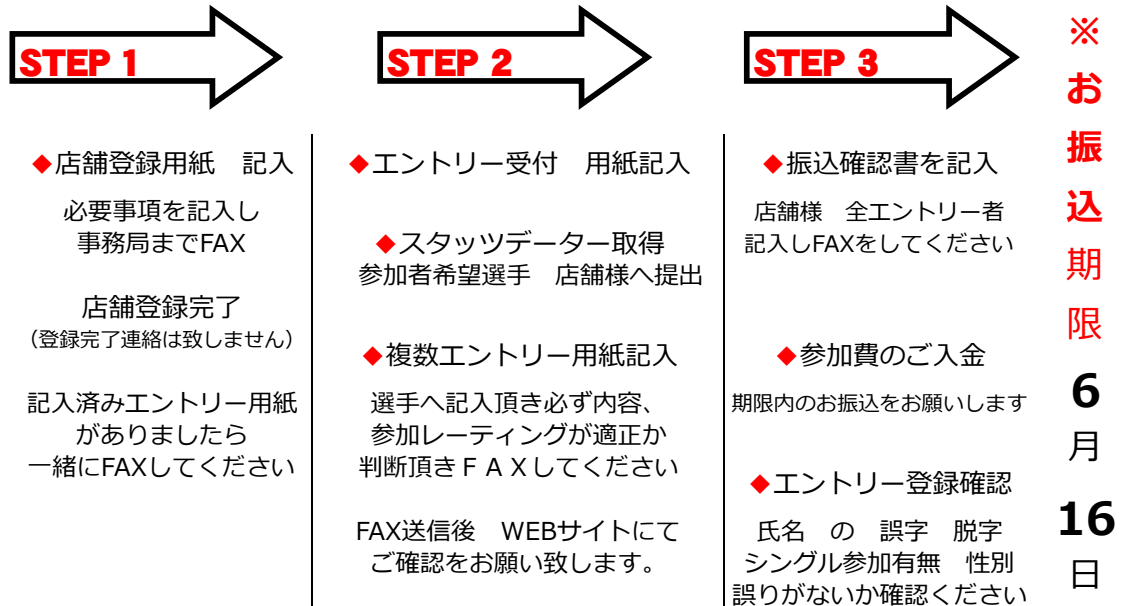 STEP 1
◆店舗登録用紙　記入
必要事項を記入し
事務局までFAX
店舗登録完了
（登録完了連絡は致しません）
記入済みエントリー用紙
がありましたら
一緒にFAXしてください
STEP 2
◆エントリー受付　用紙記入
◆スタッツデーター取得
参加者希望選手　店舗様へ提出
◆複数エントリー用紙記入
選手へ記入頂き必ず内容、
参加レーティングが適正か
判断頂きＦＡＸしてください
FAX送信後　WEBサイトにて
ご確認をお願い致します。
STEP 3
◆振込確認書を記入
店舗様　全エントリー者
記入しFAXをしてください
◆参加費のご入金
期限内のお振込をお願いします
◆エントリー登録確認
氏名　の　誤字　脱字
シングル参加有無　性別
誤りがないか確認ください
※お振込期限6月16日